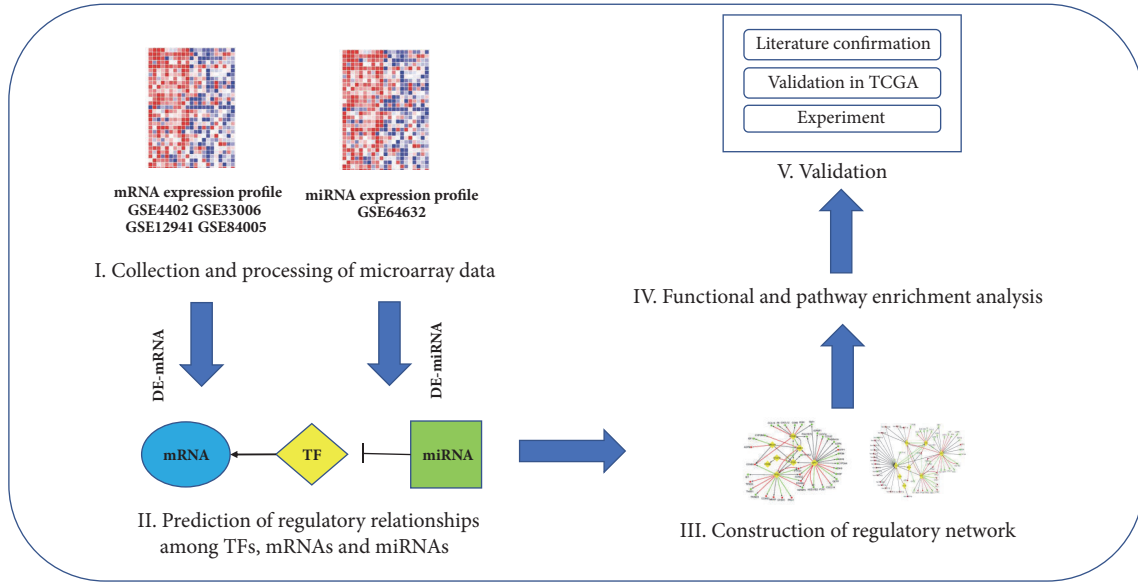 mRNA expression profile
GSE4402 GSE33006
GSE12941 GSE84005
miRNA expression profile
GSE64632
I. Collection and processing of microarray data
DE-mRNA
DE-miRNA
mRNA
TF
miRNA
II. Prediction of regulatory relationships
among TFs, mRNAs and miRNAs
III. Construction of regulatory network
IV. Functional and pathway enrichment analysis
V. Validation
Literature confirmation
Validation in TCGA
Experiment